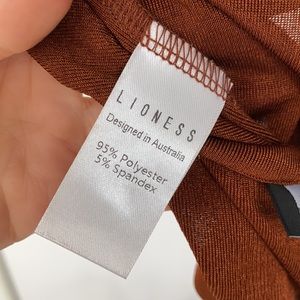 LIONESS
Designed in Australia
95% Polyester
5% Spandex